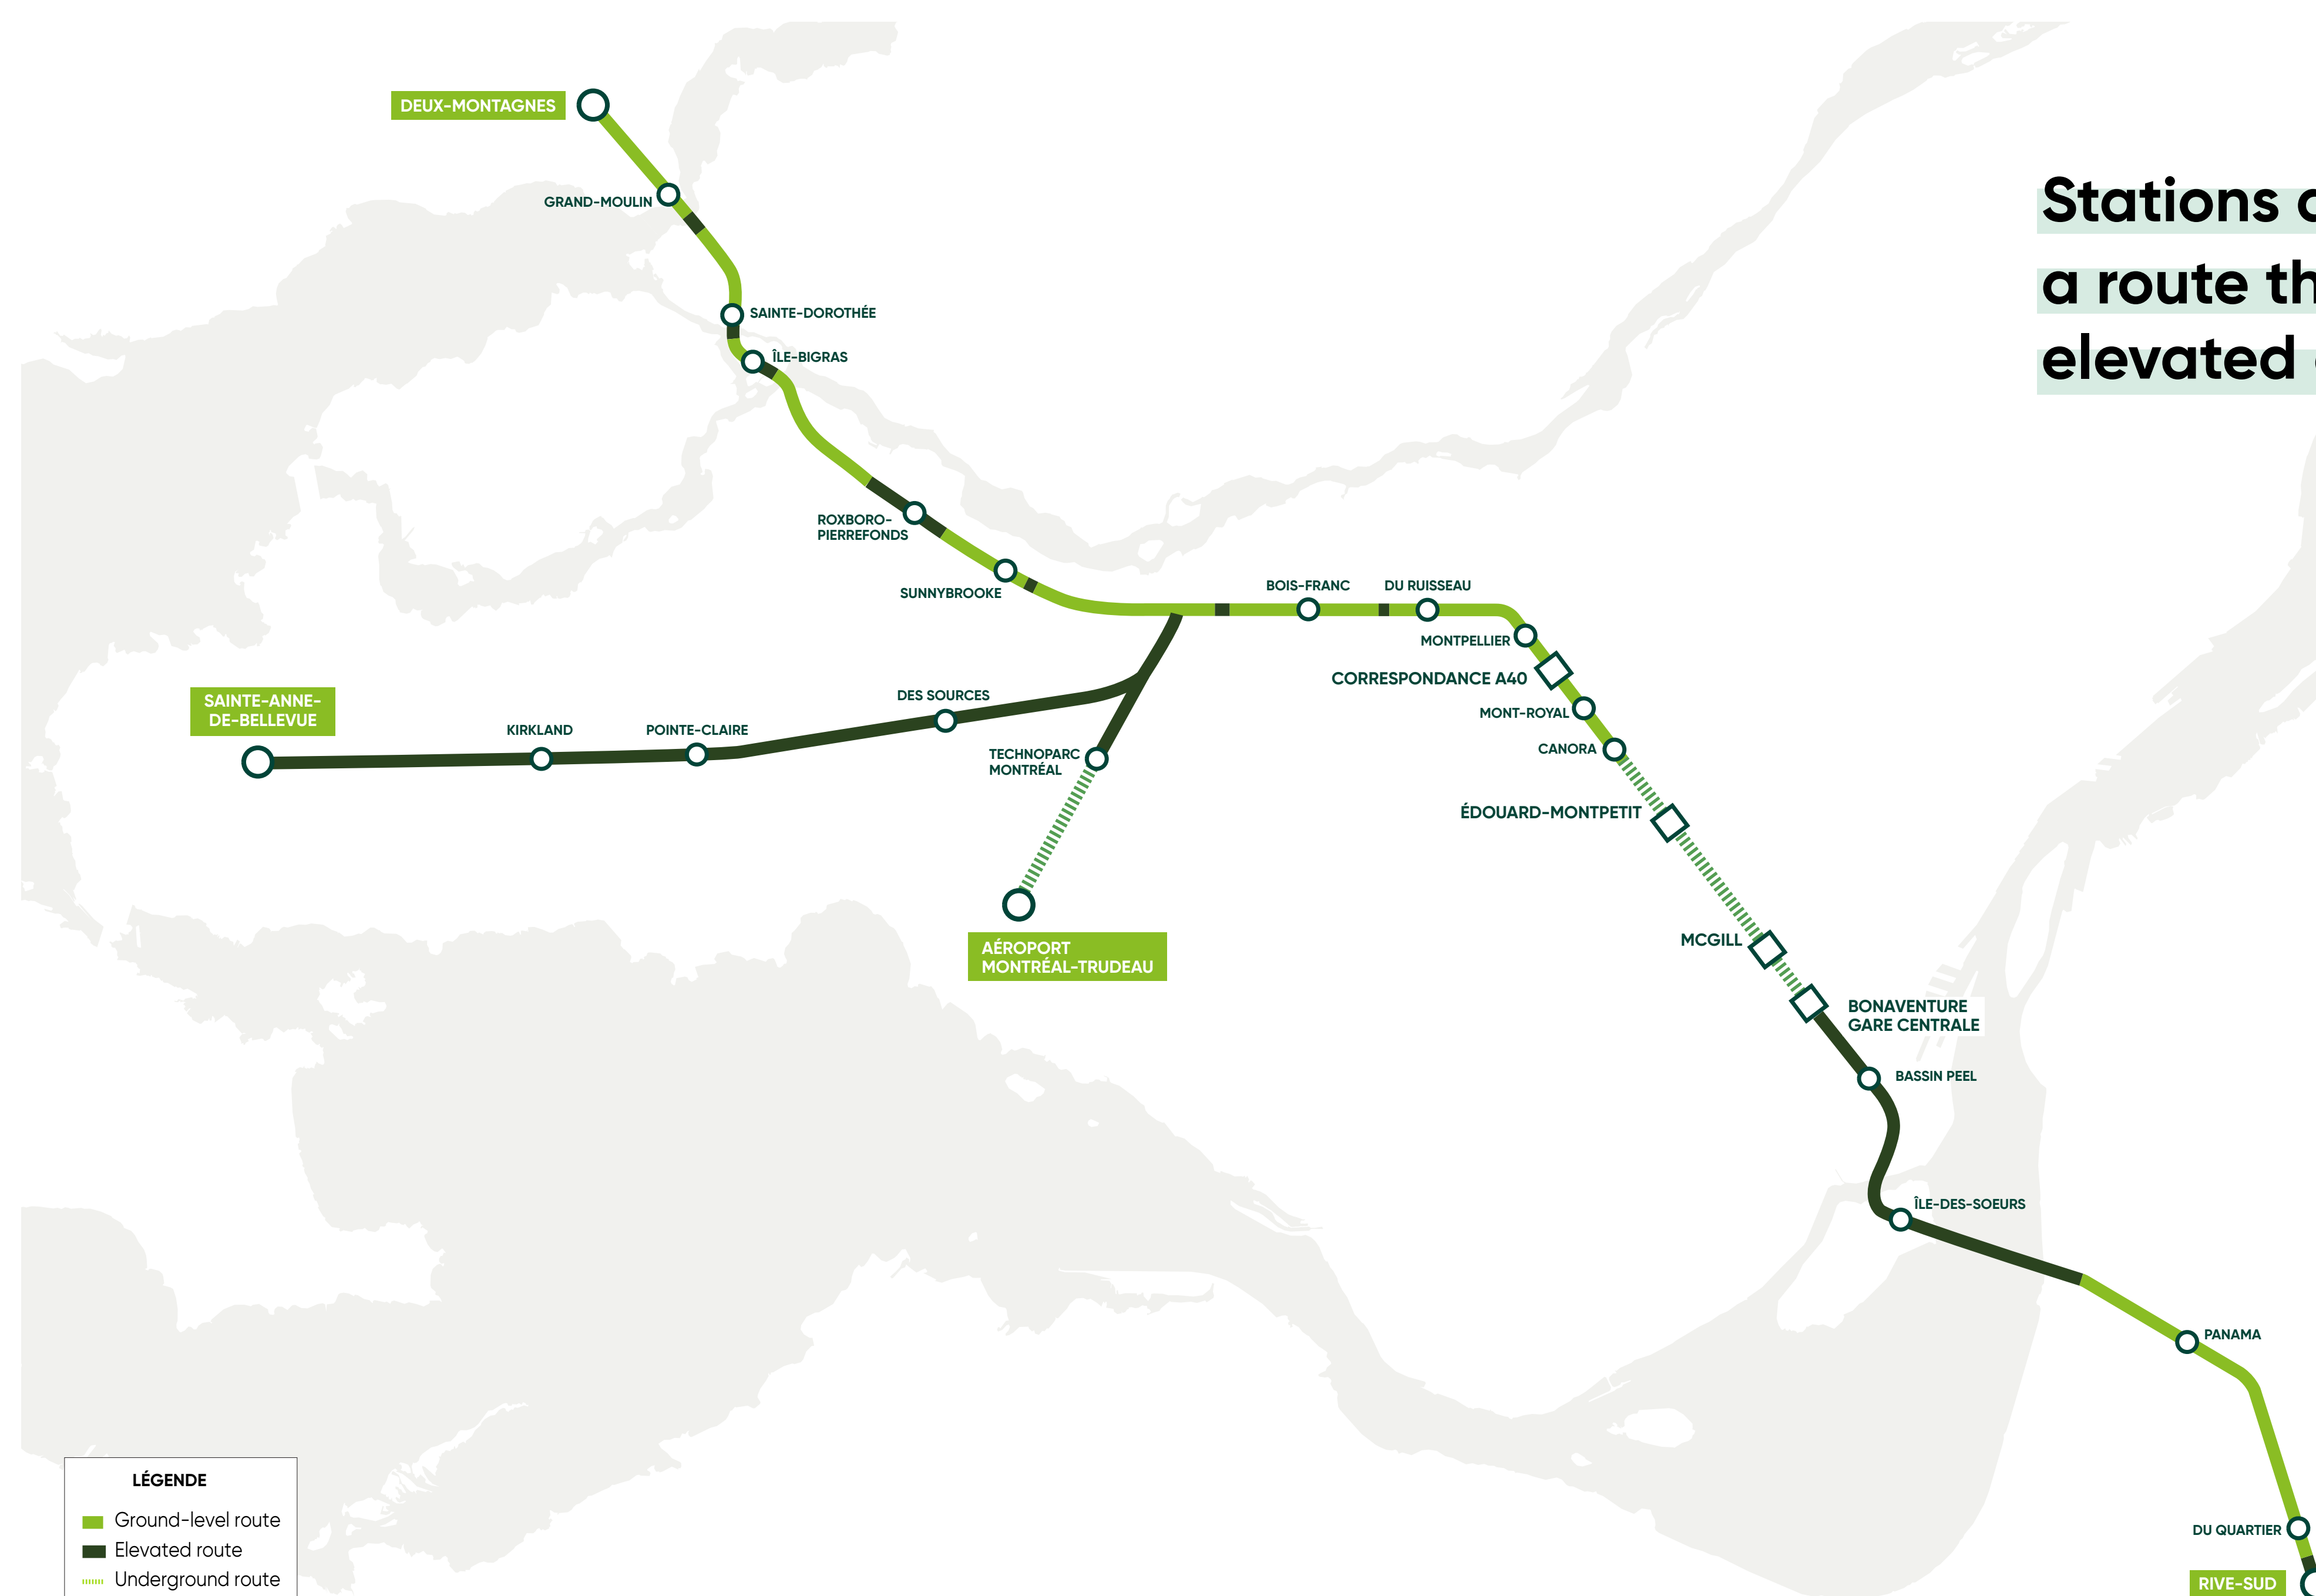 DEUX-MONTAGNES
GRAND-MOULIN
SAINTE-DOROTHÉE
ÎLE-BIGRAS
Stations
a route
elevated
ROXBORO-
PIERREFONDS
SUNNYBROOKE
BOIS-FRANC
DU RUISSEAU
MONTPELLIER
CORRESPONDANCE A40
MONT-ROYAL
CANORA
SAINTE-ANNE-
DE-BELLEVUE
KIRKLAND
POINTE-CLAIRE
DES SOURCES
TECHNOPARC
MONTRÉAL
ÉDOUARD-MONTPETIT
AÉROPORT
MONTRÉAL-TRUDEAU
MCGILL
BONAVENTURE
GARE CENTRALE
BASSIN PEEL
ÎLE-DES-SOEURS
PANAMA
DU QUARTIER
RIVE-SUD
LÉGENDE
Ground-level route
Elevated route
Underground route